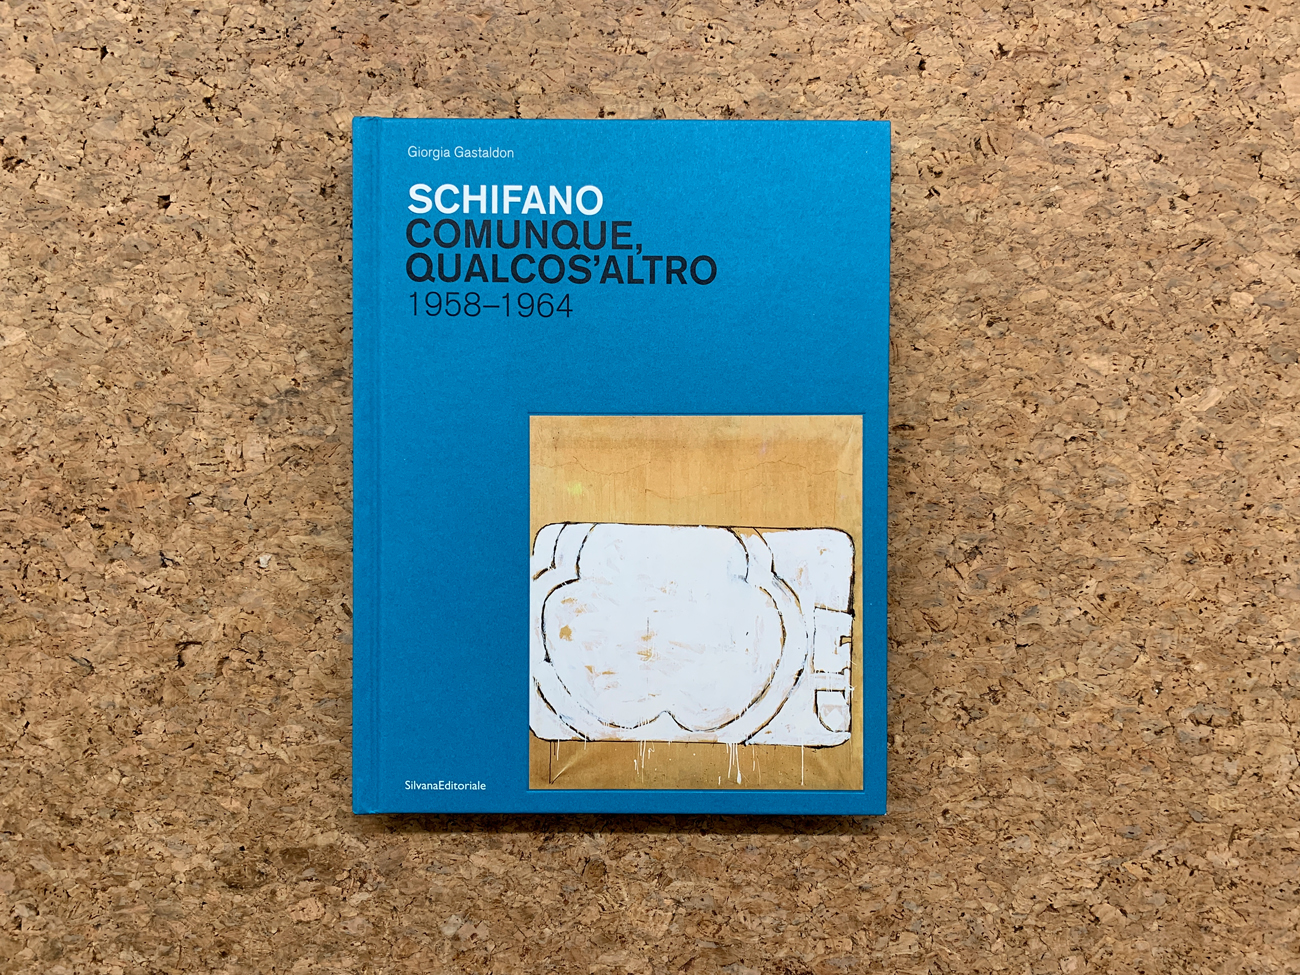 Giorgia Gastaldon
SCHIFANO
COMUNQUE,
QUALCOS’ALTRO
1958–1964
SilvanaEditoriale